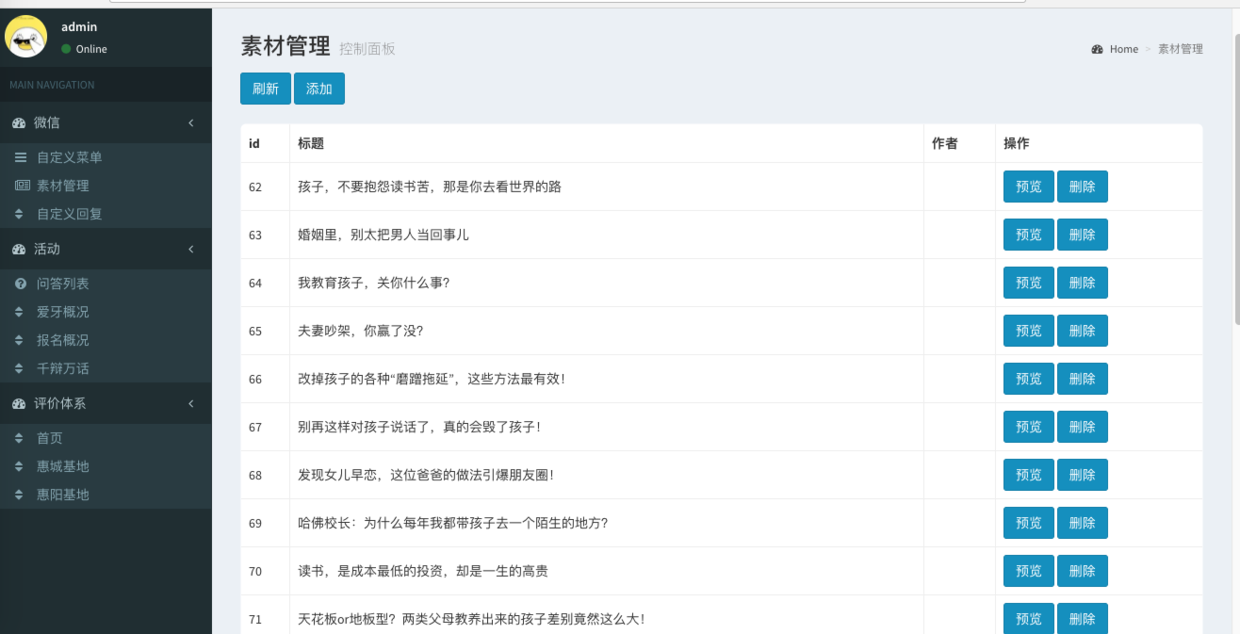 admin
Online
MAIN NAVIGATION
微信
自定义菜单
素材管理
自定义回复
活动
问答列表
爱牙概况
报名概况
千辩万话
评价体系
首页
惠城基地
惠阳基地
素材管理 控制面板
Home > 素材管理
刷新 添加
id 标题 作者 操作
62 孩子，不要抱怨读书苦，那是你去看世界的路 预览 删除
63 婚姻里，别太把男人当回事儿 预览 删除
64 我教育孩子，关你什么事？ 预览 删除
65 夫妻吵架，你赢了没？ 预览 删除
66 改掉孩子的各种“磨蹭拖延”，这些方法最有效！ 预览 删除
67 别再这样对孩子说话了，真的会毁了孩子！ 预览 删除
68 发现女儿早恋，这位爸爸的做法引爆朋友圈！ 预览 删除
69 哈佛校长：为什么每年我都带孩子去一个陌生的地方？ 预览 删除
70 读书，是成本最低的投资，却是一生的高贵 预览 删除
71 天花板or地板型？两类父母教养出来的孩子差别竟然这么大！ 预览 删除